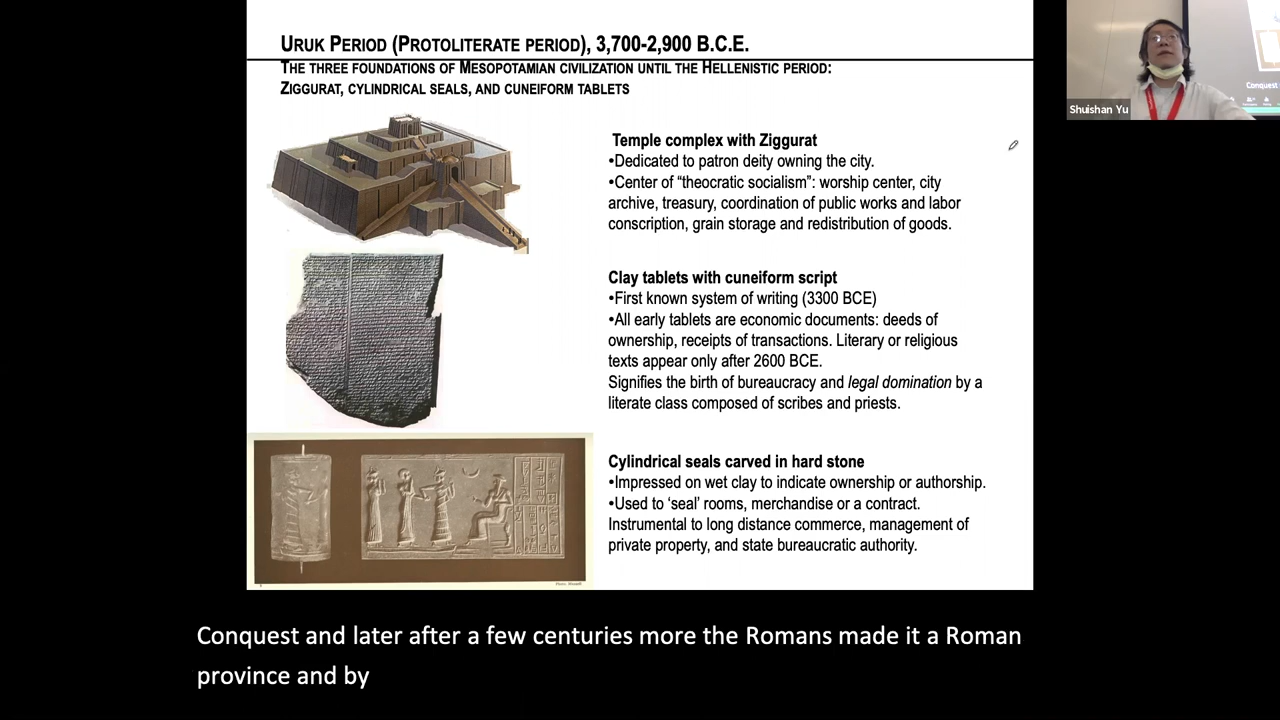 URUK PERIOD (PROTOLITERATE PERIOD), 3,700-2,900 B.C.E.
THE THREE FOUNDATIONS OF MESOPOTAMIAN CIVILIZATION UNTIL THE HELLENISTIC PERIOD:
ZIGGURAT, CYLINDRICAL SEALS, AND CUNEIFORM TABLETS
Temple complex with Ziggurat
•Dedicated to patron deity owning the city.
•Center of “theocratic socialism”: worship center, city
archive, treasury, coordination of public works and labor
conscription, grain storage and redistribution of goods.
Clay tablets with cuneiform script
•First known system of writing (3300 BCE)
•All early tablets are economic documents: deeds of
ownership, receipts of transactions. Literary or religious
texts appear only after 2600 BCE.
Signifies the birth of bureaucracy and legal domination by a
literate class composed of scribes and priests.
Cylindrical seals carved in hard stone
•Impressed on wet clay to indicate ownership or authorship.
•Used to ‘seal’ rooms, merchandise or a contract.
Instrumental to long distance commerce, management of
private property, and state bureaucratic authority.
Shuishan Yu
Conquest
Conquest and later after a few centuries more the Romans made it a Roman
province and by